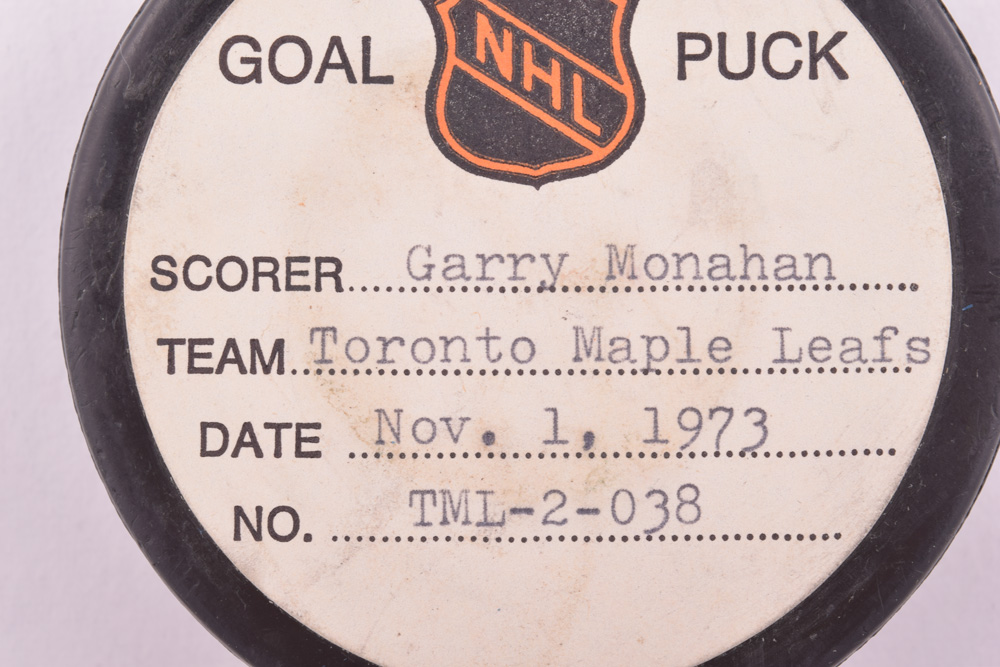 GOAL NHL PUCK
SCORER Garry Monahan
TEAM Toronto Maple Leafs
DATE Nov. 1, 1973
NO. TML-2-038